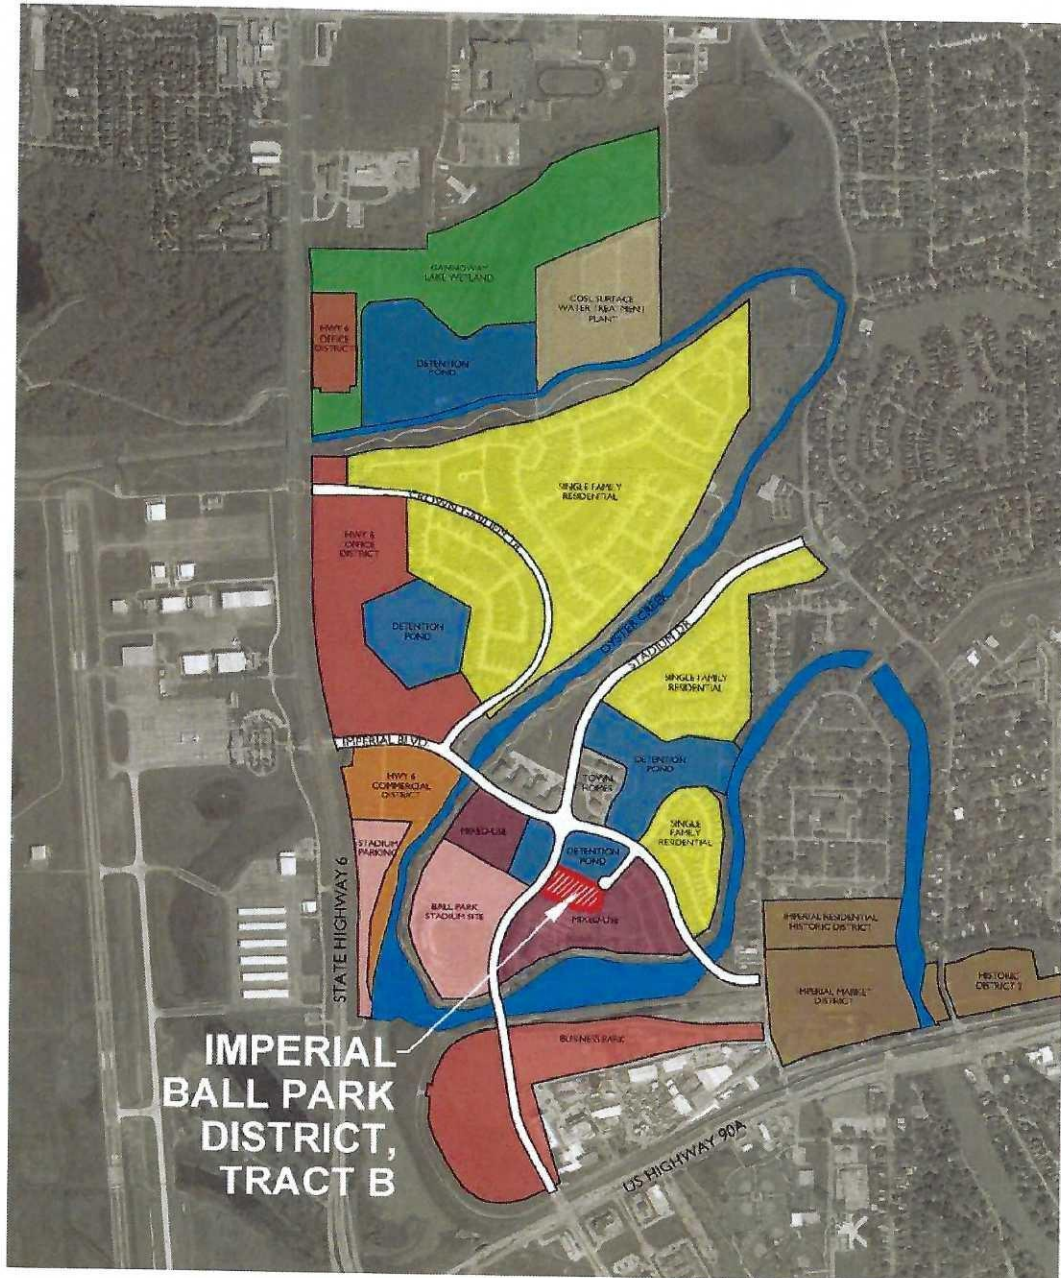 GANNOWAY
LAKE WETLAND
COSL SURFACE
WATER TREATMENT
PLANT
HWY 6
OFFICE
DISTRICT
DETENTION
POND
SINGLE FAMILY
RESIDENTIAL
CROWN GARDEN TR
HWY 6
OFFICE
DISTRICT
DETENTION
POND
OYSTER CREEK
STADIUM DR
SINGLE FAMILY
RESIDENTIAL
IMPERIAL BLVD
DETENTION
POND
HWY 6
COMMERCIAL
DISTRICT
TOWN
HOMES
MIXED-USE
SINGLE
FAMILY
RESIDENTIAL
STADIUM
PARKING
DETENTION
POND
BALL PARK
STADIUM SITE
MIXED-USE
IMPERIAL RESIDENTIAL
HISTORIC DISTRICT
STATE HIGHWAY 6
IMPERIAL MARKET
DISTRICT
HISTORIC
DISTRICT 2
BUSINESS PARK
IMPERIAL
BALL PARK
DISTRICT,
TRACT B
US HIGHWAY 90A